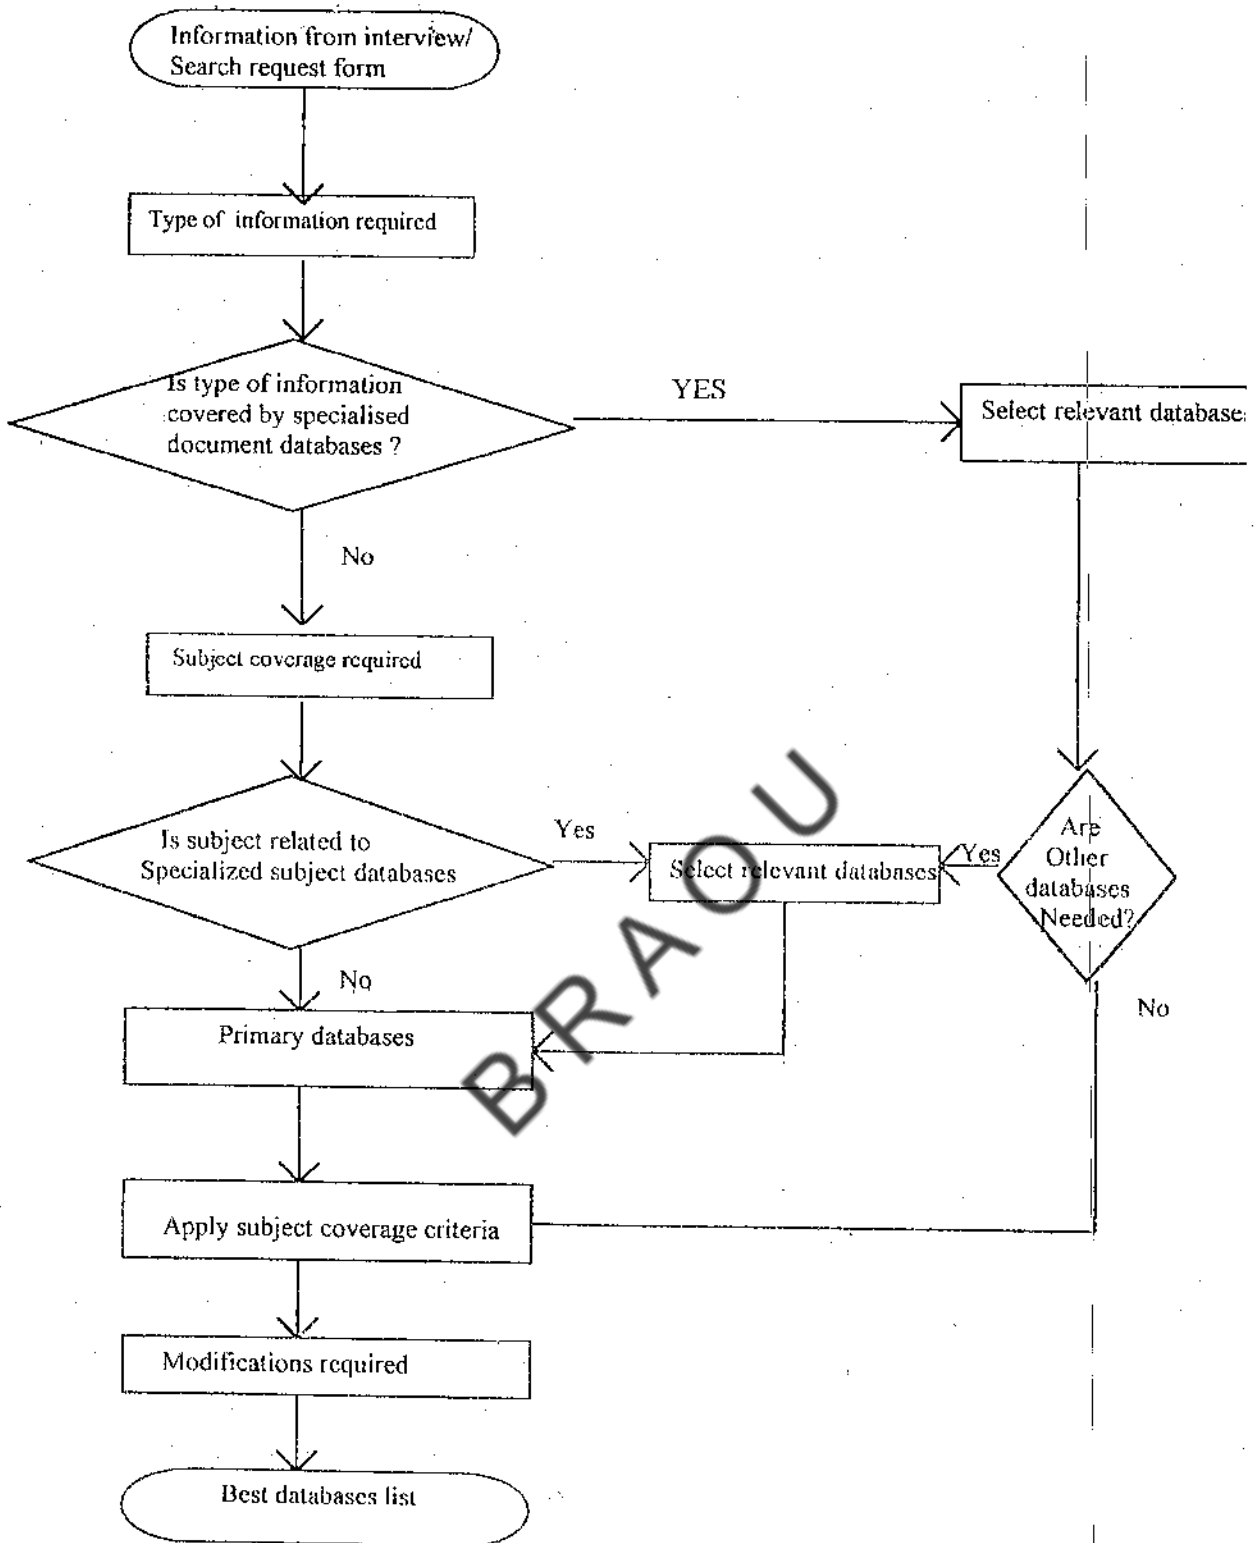 Information from interview/
Search request form
Type of information required
Is type of information
covered by specialised
document databases ?
YES
Select relevant databases
No
Subject coverage required
Is subject related to
Specialized subject databases
Yes
Select relevant databases
Yes
Are
Other
databases
Needed?
No
Primary databases
No
Apply subject coverage criteria
Modifications required
Best databases list
BRAOU